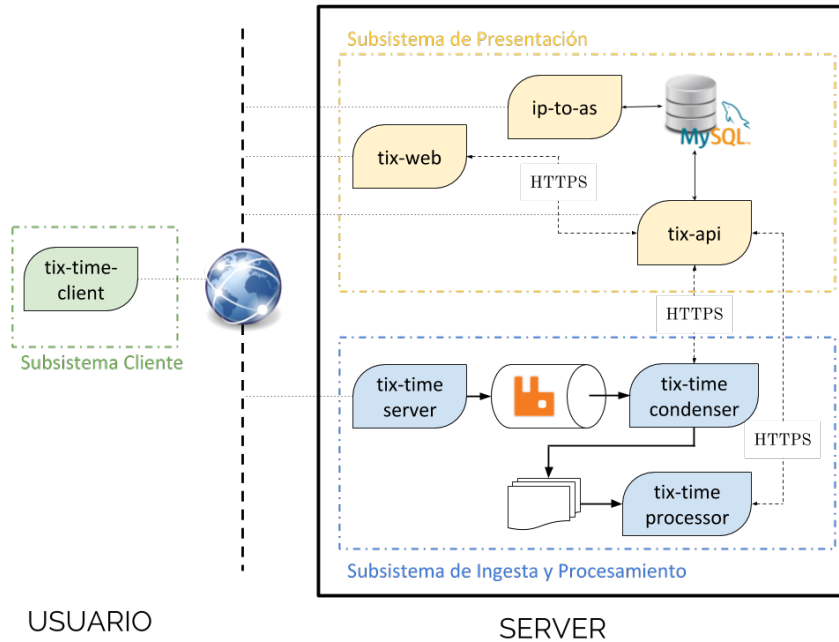 Subsistema de Presentación
ip-to-as
MySQL
tix-web
HTTPS
tix-api
tix-time-
client
Subsistema Cliente
HTTPS
tix-time
server
tix-time
condenser
HTTPS
tix-time
processor
Subsistema de Ingesta y Procesamiento
USUARIO
SERVER